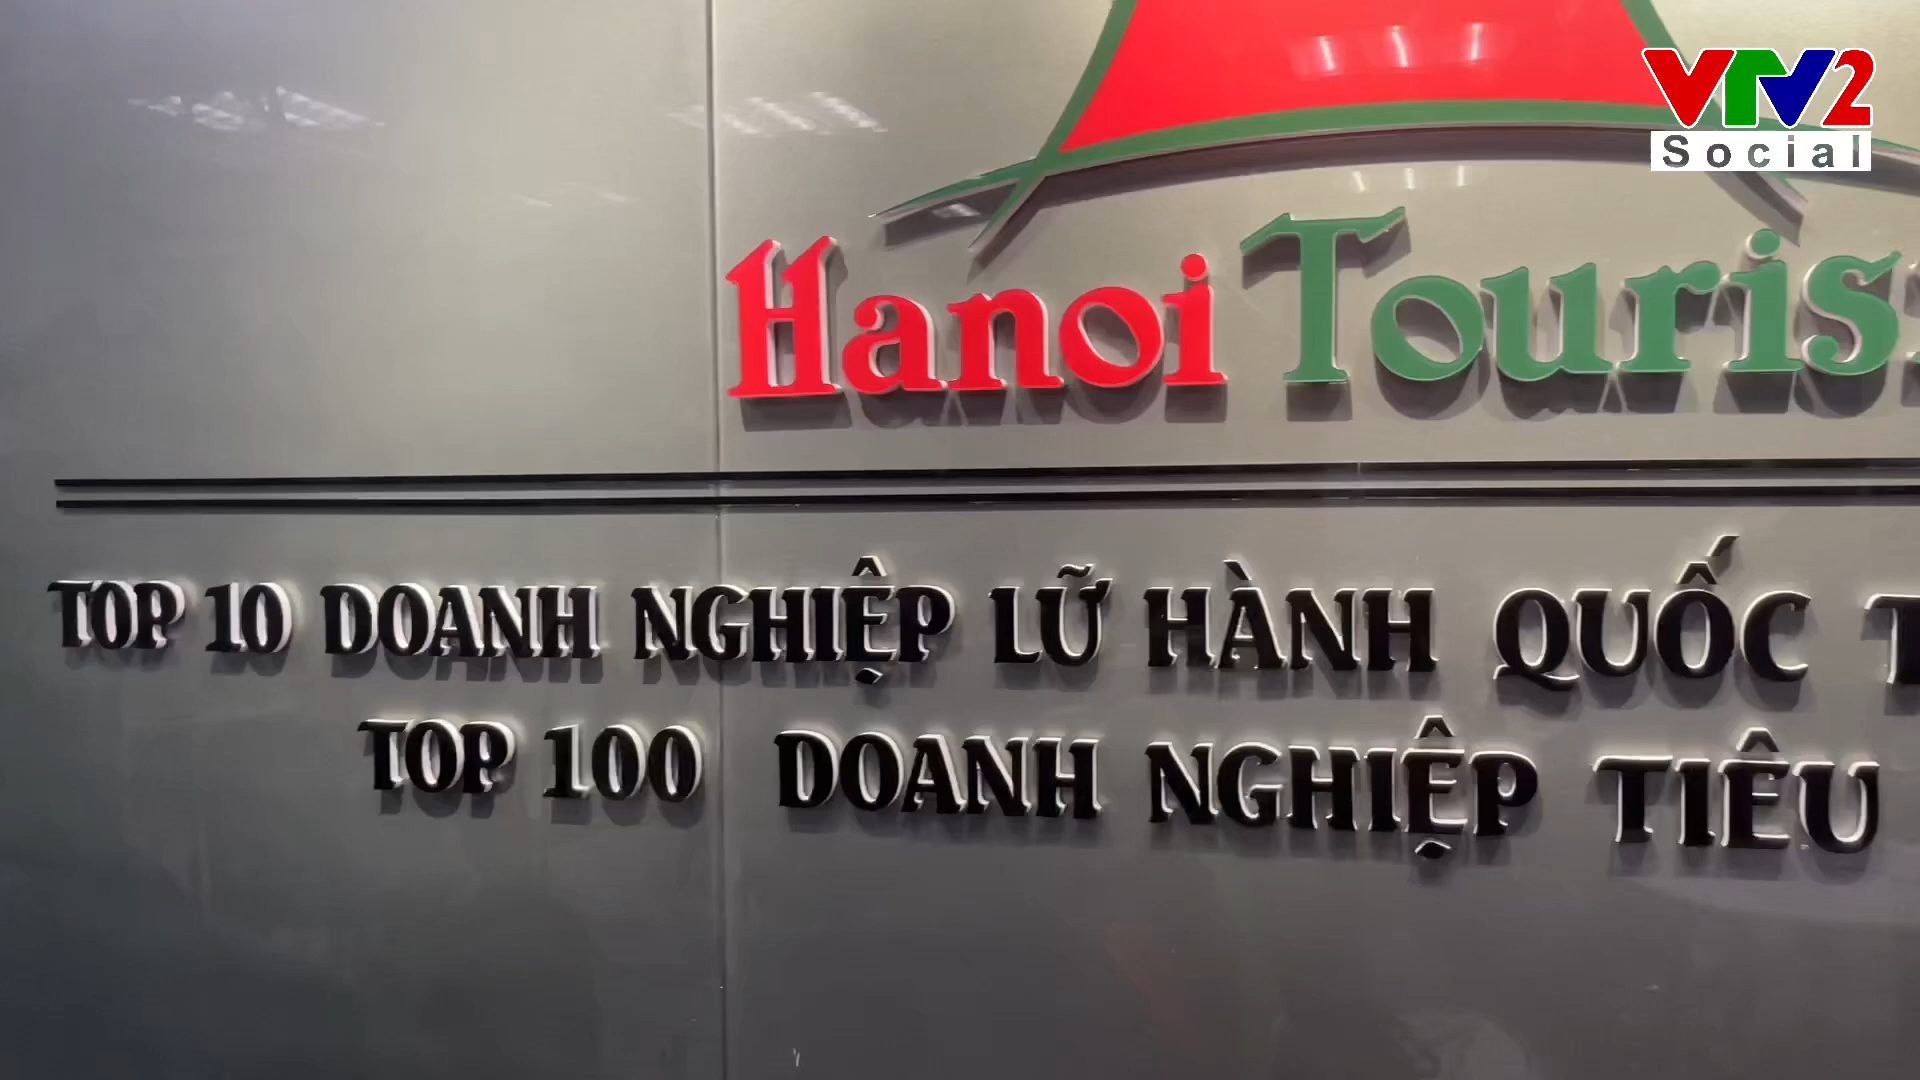 VTV2
Social
Hanoi Touris
TOP 10 DOANH NGHIỆP LỮ HÀNH QUỐC T
TOP 100 DOANH NGHIỆP TIÊU